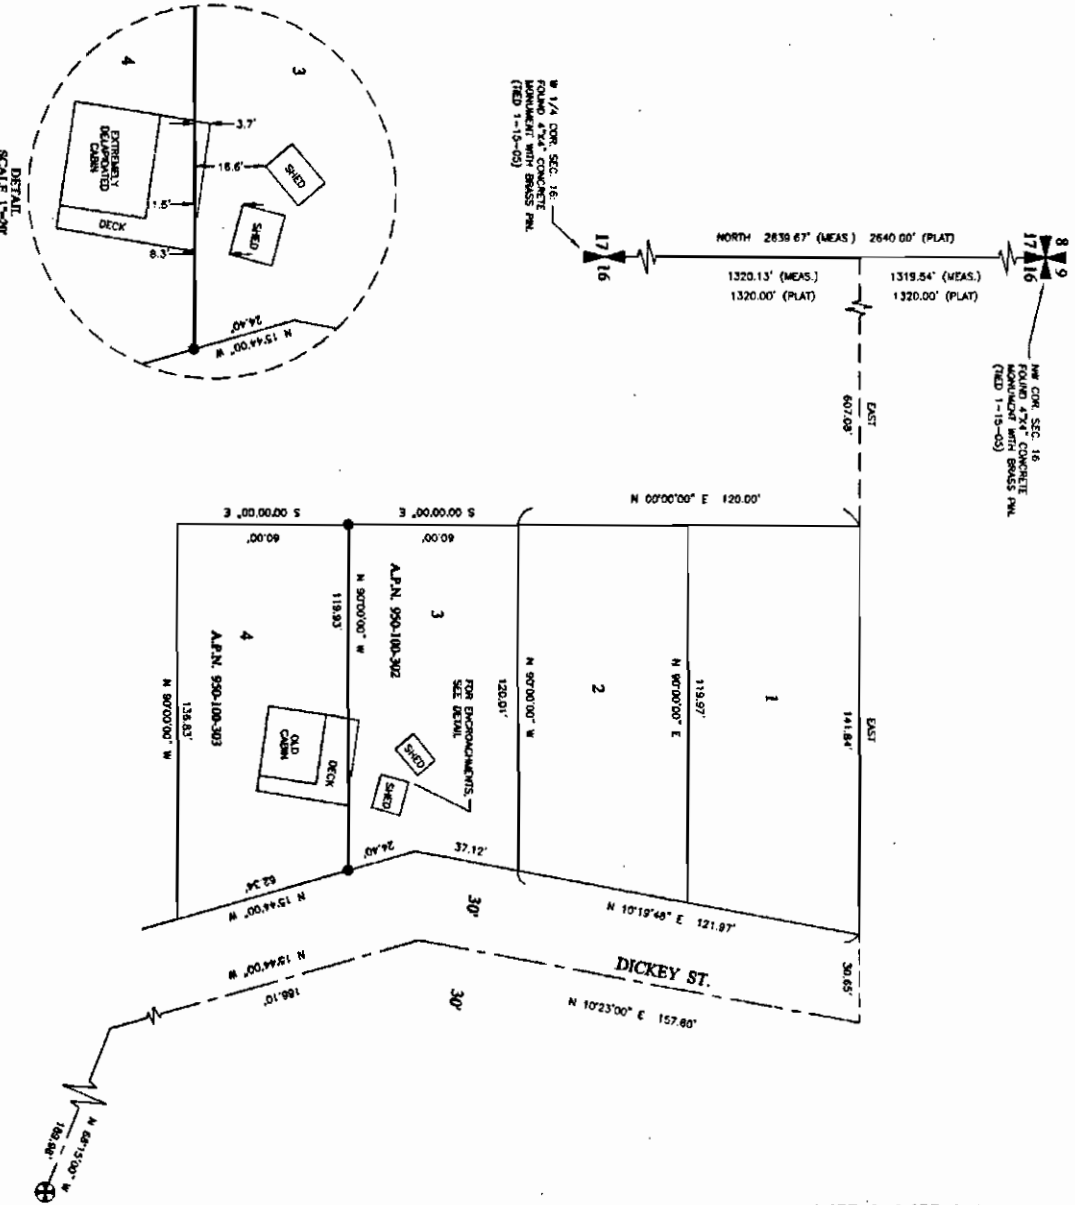 8
9
17
16
NW COR. SEC. 16
FOUND 4"X4" CONCRETE
MONUMENT WITH BRASS PIN.
(TIED 1-15-05)
NORTH 2639.67' (MEAS.) 2640.00' (PLAT)
1320.13' (MEAS.)
1320.00' (PLAT)
1319.54' (MEAS.)
1320.00' (PLAT)
W 1/4 COR. SEC. 16
FOUND 4"X4" CONCRETE
MONUMENT WITH BRASS PIN.
(TIED 1-15-05)
17
16
EAST
607.08'
3
4
SHED
SHED
EXTREMELY
DELAPIDATED
CABIN
DECK
3.7'
16.6'
1.5'
8.3'
24.40'
N 15°44'00" W
DETAIL
SCALE 1"=20'
N 00°00'00" E 120.00'
S 00°00'00" E
60.00'
S 00°00'00" E
60.00'
EAST
141.84'
30.65'
1
119.97'
N 90°00'00" E
2
N 90°00'00" W
120.01'
3
A.P.N. 950-100-302
N 90°00'00" W
119.93'
FOR ENCROACHMENTS,
SEE DETAIL
SHED
SHED
DECK
OLD
CABIN
4
A.P.N. 950-100-303
136.83'
N 90°00'00" W
37.12'
24.40'
62.34'
N 15°44'00" W
N 10°19'48" E 121.97'
30'
30'
DICKEY ST.
N 10°23'00" E 157.60'
N 15°44'00" W
166.10'
N 68°15'00" W
169.98'